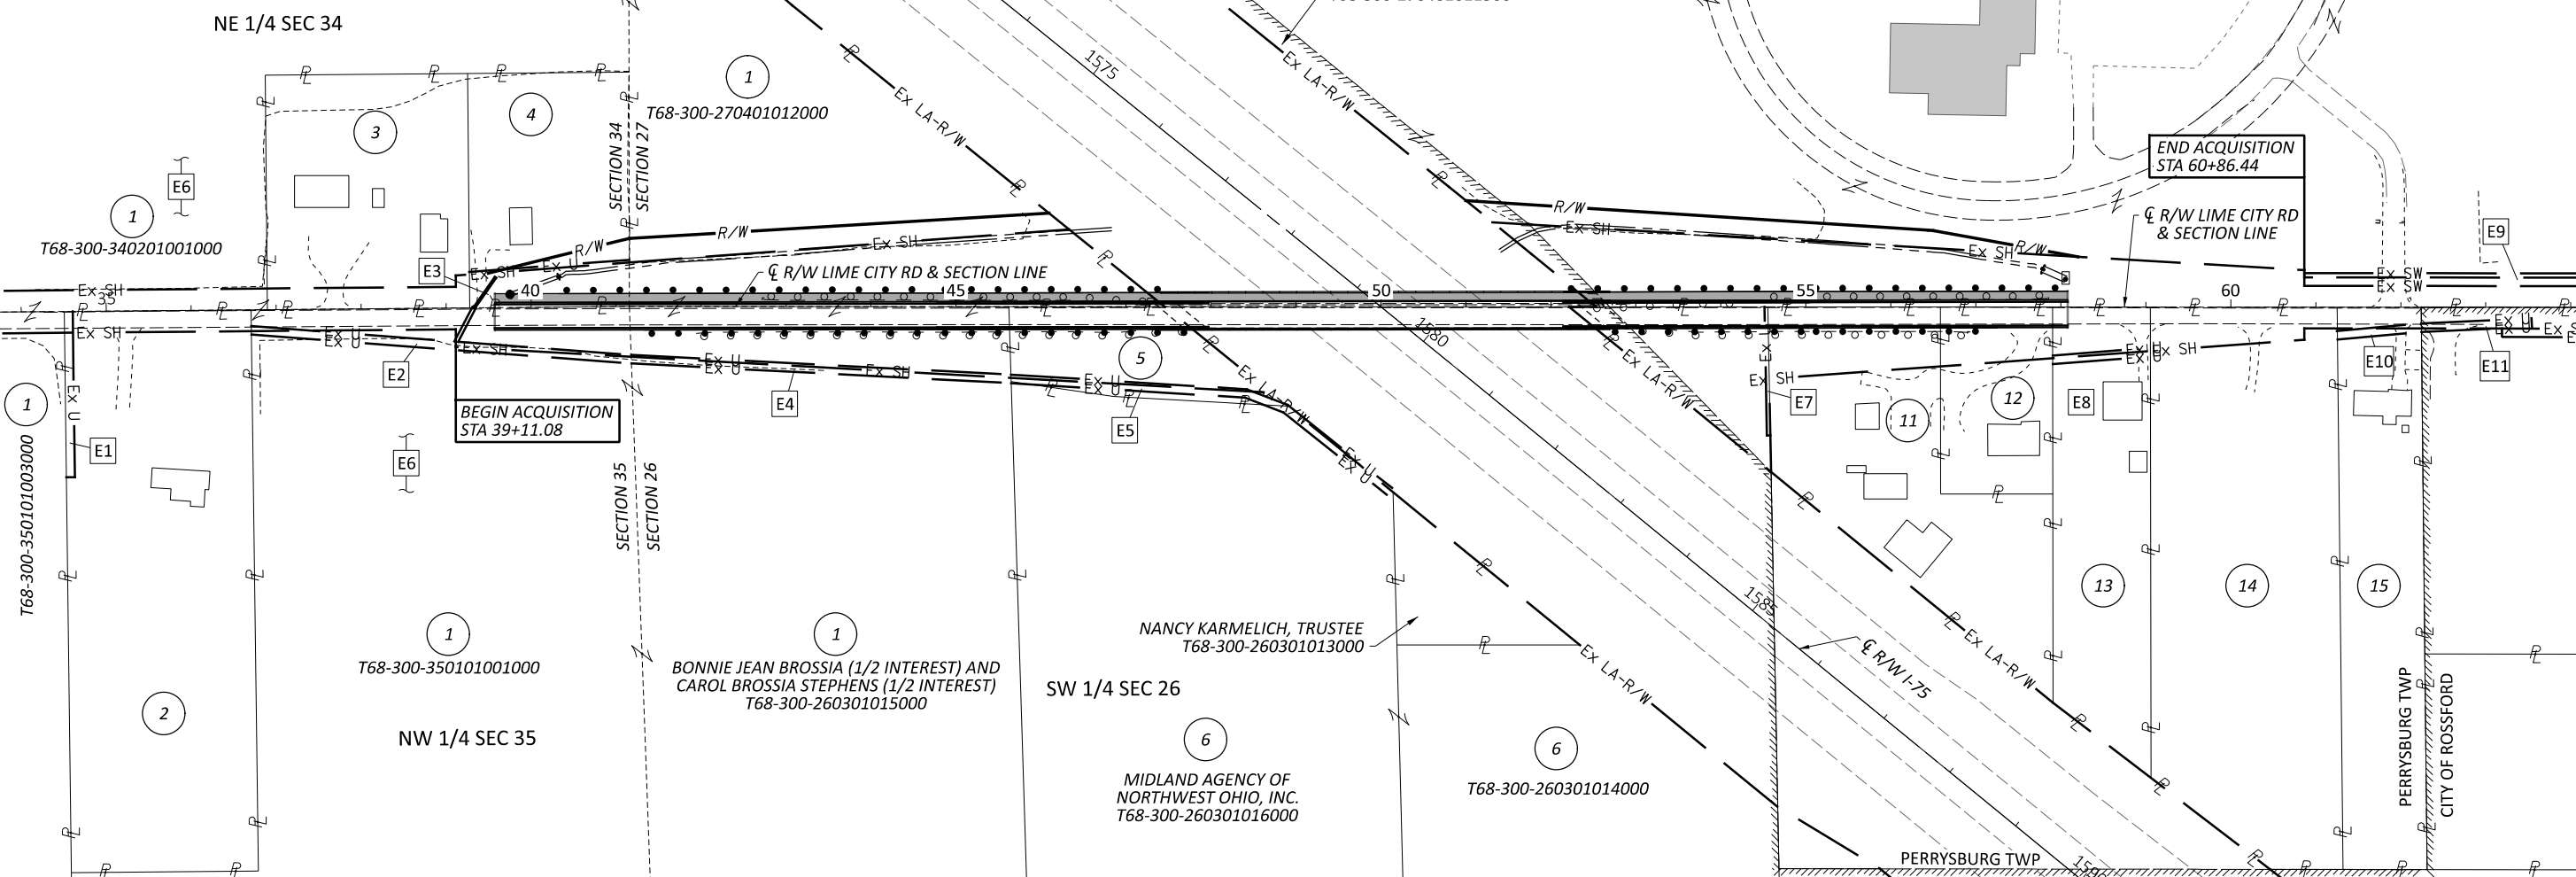 NE 1/4 SEC 34
1
T68-300-270401012000
3
4
SECTION 34
SECTION 27
E6
1
T68-300-340201001000
1575
Ex LA-R/W
Ex LA-R/W
END ACQUISITION
STA 60+86.44
℄ R/W LIME CITY RD
& SECTION LINE
E9
R/W
R/W
Ex SH
R/W
Ex SH
Ex SH
R/W
E3
Ex SH
Ex U
℄ R/W LIME CITY RD & SECTION LINE
Ex SH
35
40
45
50
55
60
Ex SW
Ex SW
Ex SH
Ex U
Ex U
Ex SH
E2
Ex U
Ex U
E4
Ex SH
5
Ex U
Ex U
E5
Ex LA-R/W
Ex U
Ex U
1580
Ex LA-R/W
Ex
E7
Ex SH
11
12
E8
Ex U
Ex U
Ex SH
E10
E11
Ex U
Ex U
1
T68-300-350101003000
Ex U
E1
BEGIN ACQUISITION
STA 39+11.08
E6
SECTION 35
SECTION 26
1
T68-300-350101001000
1
BONNIE JEAN BROSSIA (1/2 INTEREST) AND
CAROL BROSSIA STEPHENS (1/2 INTEREST)
T68-300-260301015000
NANCY KARMELICH, TRUSTEE
T68-300-260301013000
SW 1/4 SEC 26
Ex LA-R/W
1585
℄ R/W I-75
Ex LA-R/W
13
14
15
2
NW 1/4 SEC 35
6
MIDLAND AGENCY OF
NORTHWEST OHIO, INC.
T68-300-260301016000
6
T68-300-260301014000
PERRYSBURG TWP
CITY OF ROSSFORD
PERRYSBURG TWP